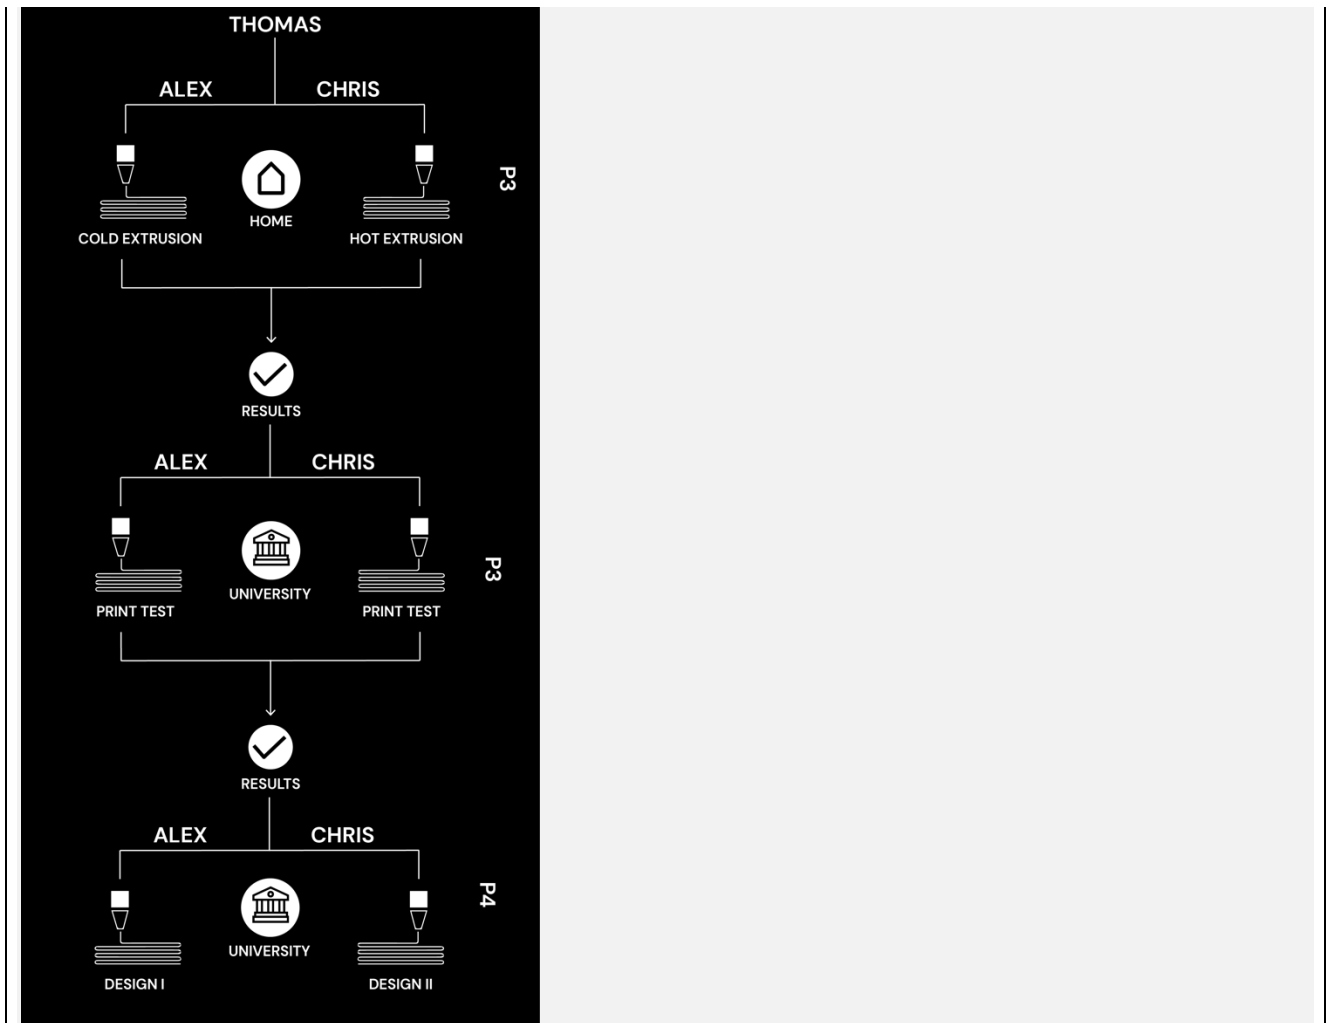 THOMAS
ALEX
CHRIS
P3
HOME
COLD EXTRUSION
HOT EXTRUSION
RESULTS
ALEX
CHRIS
P3
UNIVERSITY
PRINT TEST
PRINT TEST
RESULTS
ALEX
CHRIS
P4
UNIVERSITY
DESIGN I
DESIGN II